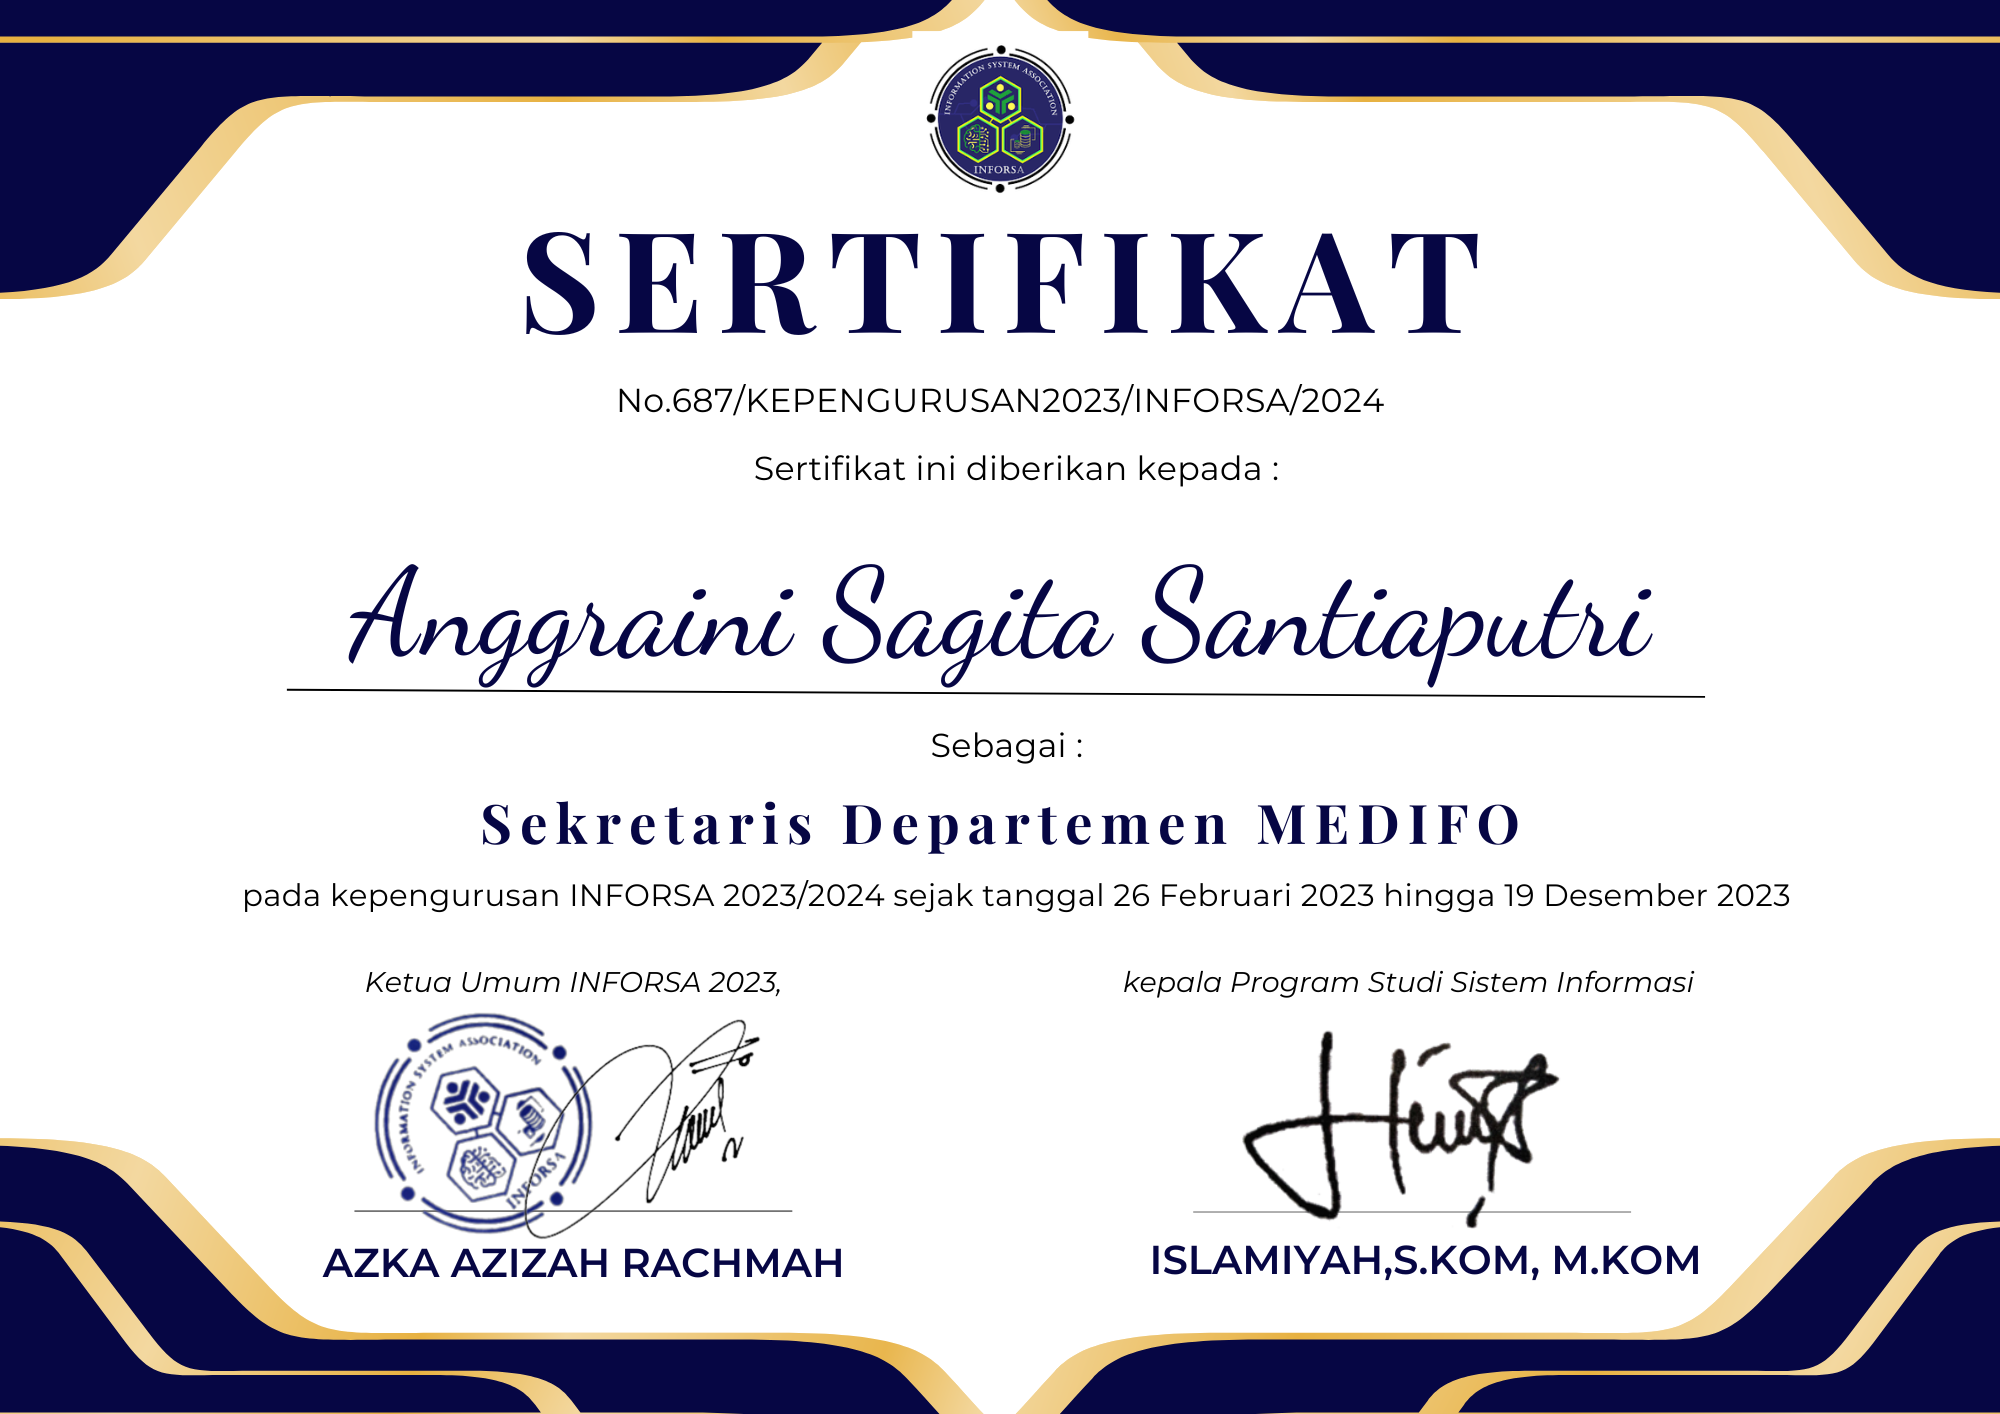 INFORMATION SYSTEM ASSOCIATION
INFORSA
SERTIFIKAT
No.687/KEPENGURUSAN2023/INFORSA/2024
Sertifikat ini diberikan kepada :
Anggraini Sagita Santiaputri
Sebagai :
Sekretaris Departemen MEDIFO
pada kepengurusan INFORSA 2023/2024 sejak tanggal 26 Februari 2023 hingga 19 Desember 2023
Ketua Umum INFORSA 2023,
kepala Program Studi Sistem Informasi
INFORMATION SYSTEM ASSOCIATION
INFORSA
AZKA AZIZAH RACHMAH
ISLAMIYAH,S.KOM, M.KOM